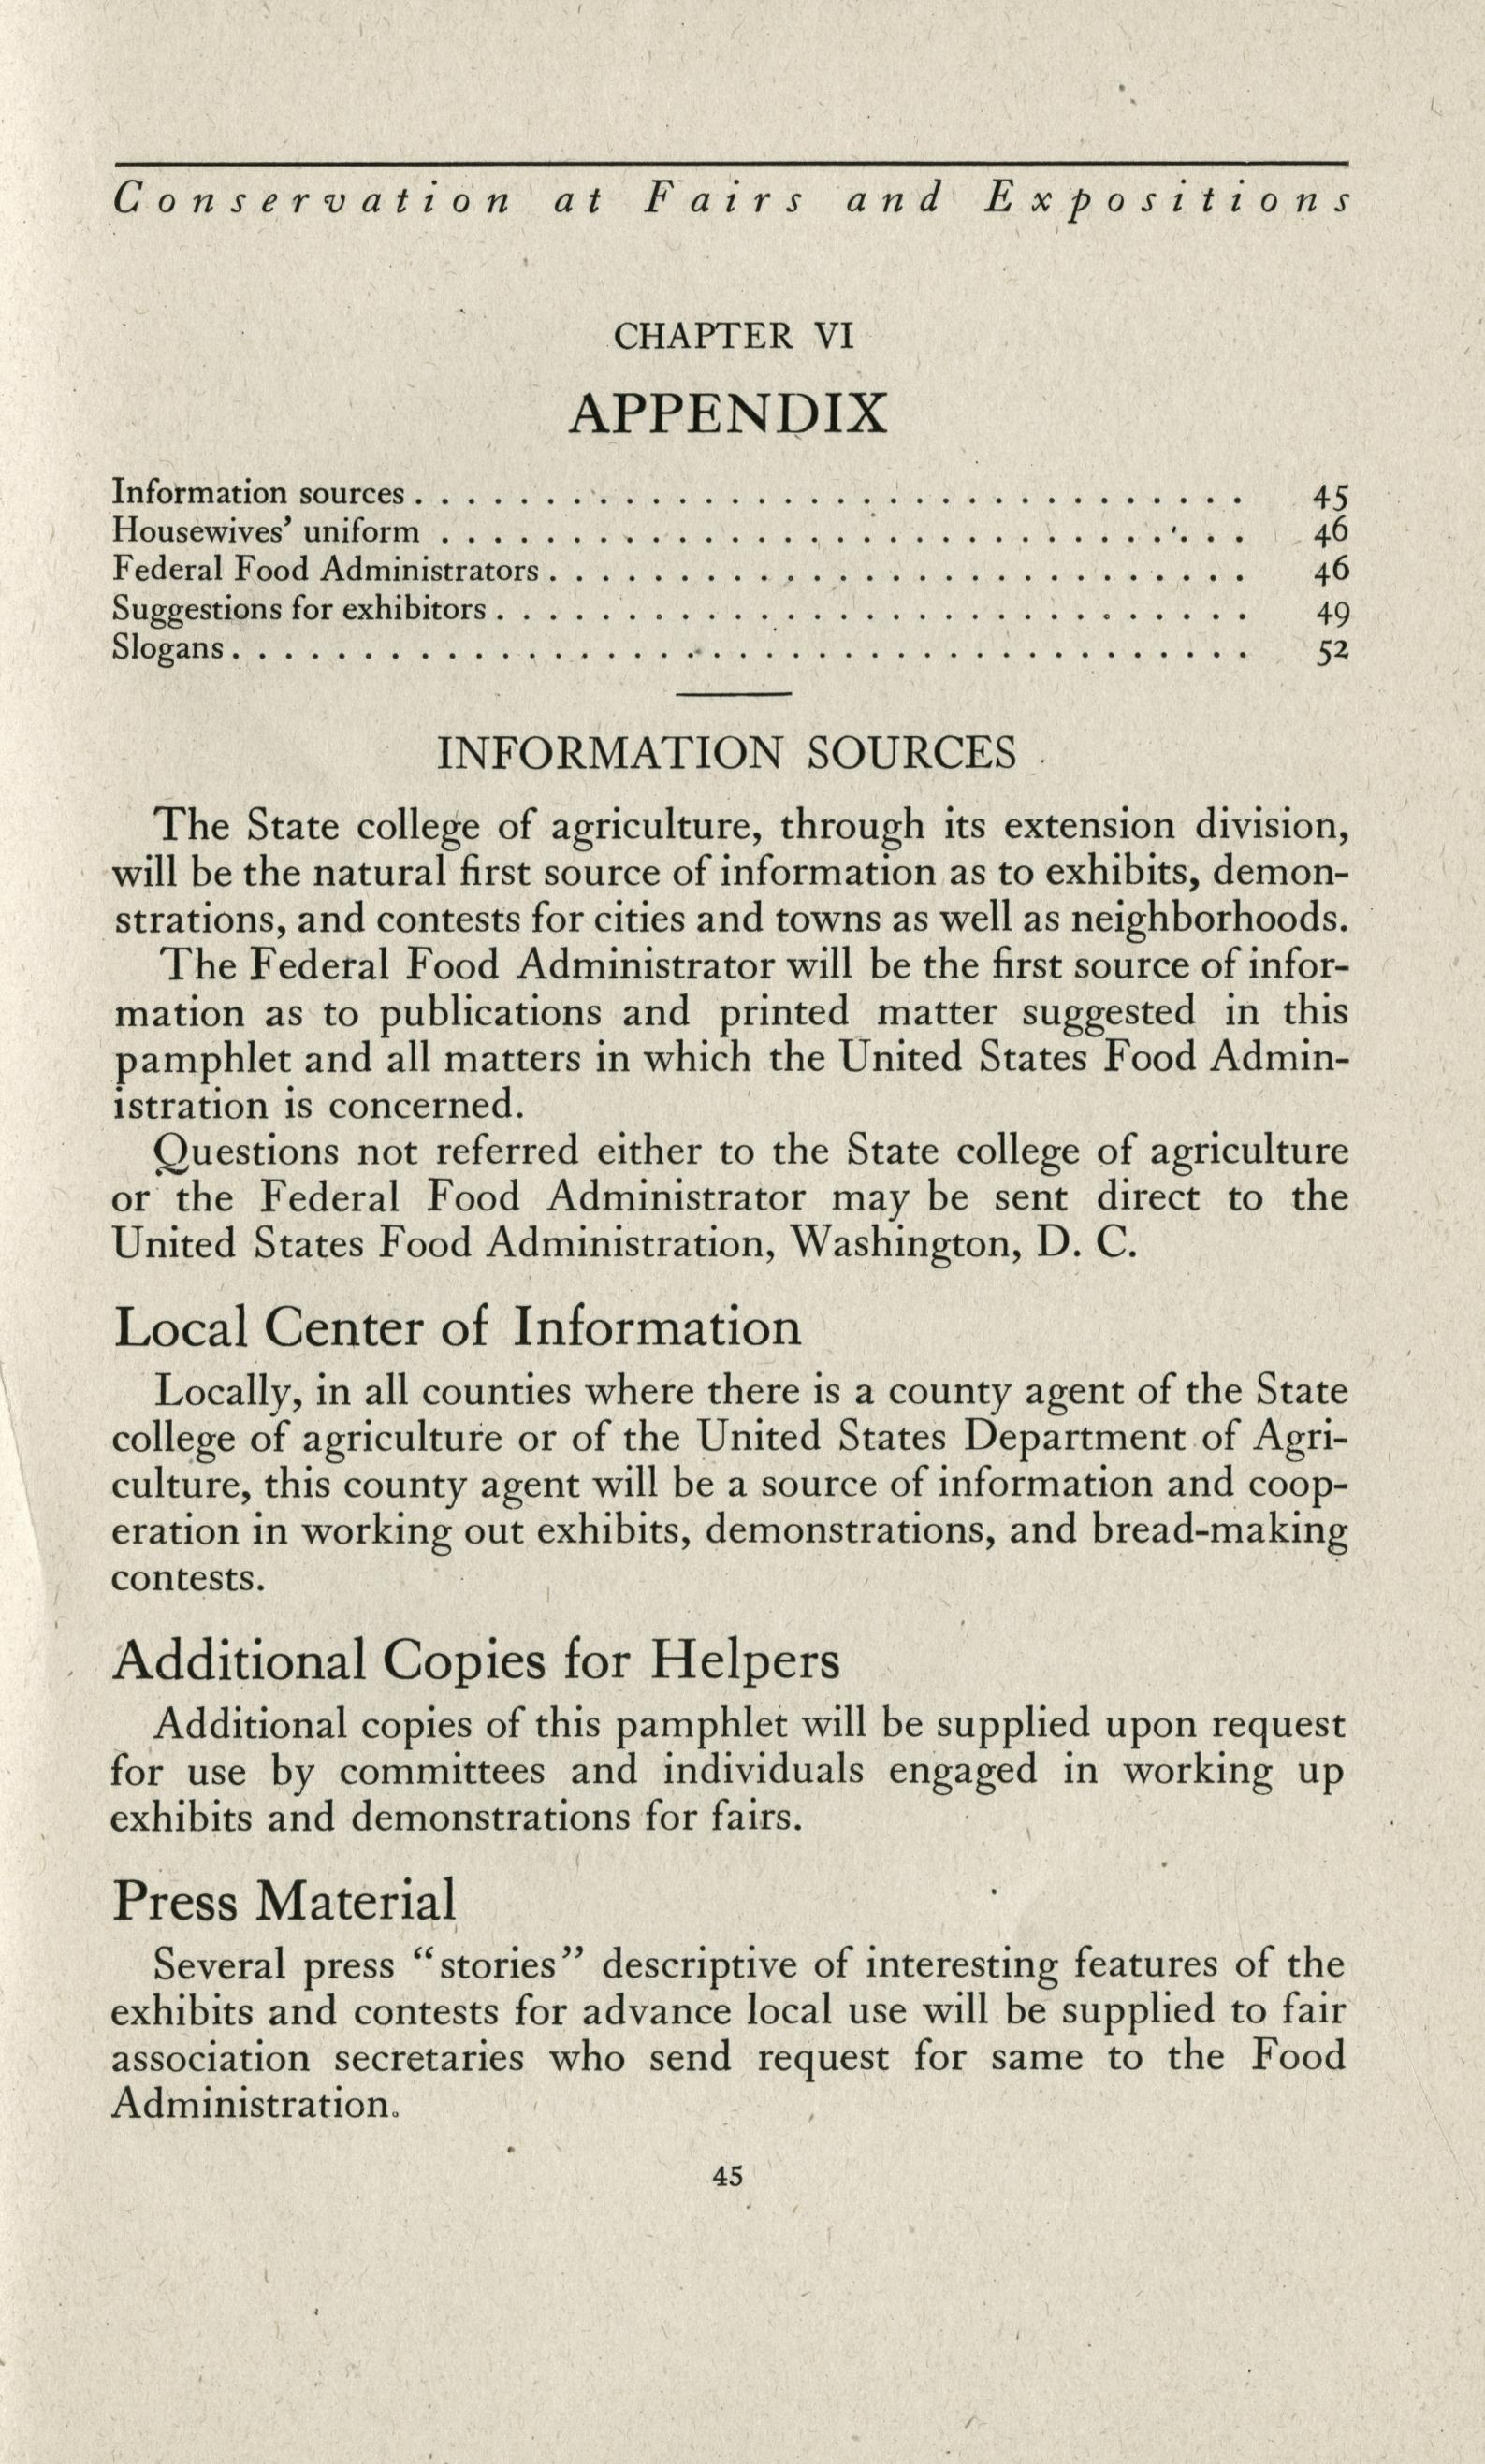 Conservation at Fairs and Expositions
CHAPTER VI
APPENDIX
Information sources. . . . . . . . . . . . . . . . . . . . . . . . . . . . . . . . 45
Housewives’ uniform . . . . . . . . . . . . . . . . . . . . . . . . . . . . . . . 46
Federal Food Administrators. . . . . . . . . . . . . . . . . . . . . . . . . . . 46
Suggestions for exhibitors. . . . . . . . . . . . . . . . . . . . . . . . . . . . . 49
Slogans. . . . . . . . . . . . . . . . . . . . . . . . . . . . . . . . . . . . . . . 52
INFORMATION SOURCES
The State college of agriculture, through its extension division,
will be the natural first source of information as to exhibits, demon-
strations, and contests for cities and towns as well as neighborhoods.
The Federal Food Administrator will be the first source of infor-
mation as to publications and printed matter suggested in this
pamphlet and all matters in which the United States Food Admin-
istration is concerned.
Questions not referred either to the State college of agriculture
or the Federal Food Administrator may be sent direct to the
United States Food Administration, Washington, D. C.
Local Center of Information
Locally, in all counties where there is a county agent of the State
college of agriculture or of the United States Department of Agri-
culture, this county agent will be a source of information and coop-
eration in working out exhibits, demonstrations, and bread-making
contests.
Additional Copies for Helpers
Additional copies of this pamphlet will be supplied upon request
for use by committees and individuals engaged in working up
exhibits and demonstrations for fairs.
Press Material
Several press “stories” descriptive of interesting features of the
exhibits and contests for advance local use will be supplied to fair
association secretaries who send request for same to the Food
Administration.
45